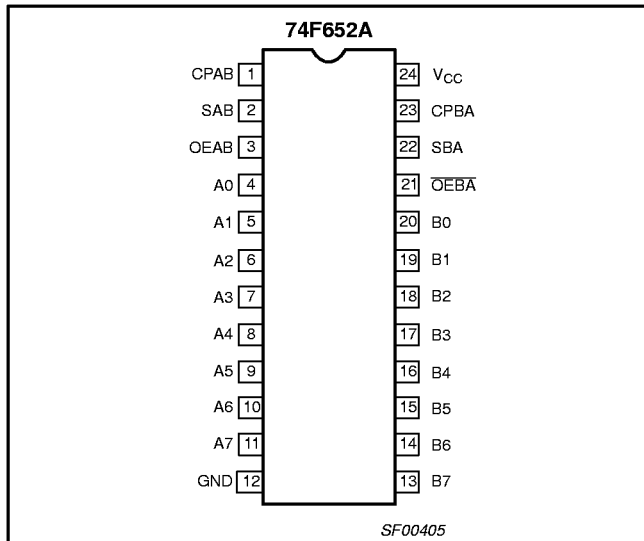 74F652A
CPAB 1 24 VCC
SAB 2 23 CPBA
OEAB 3 22 SBA
A0 4 21 O̅E̅B̅A̅
A1 5 20 B0
A2 6 19 B1
A3 7 18 B2
A4 8 17 B3
A5 9 16 B4
A6 10 15 B5
A7 11 14 B6
GND 12 13 B7
SF00405